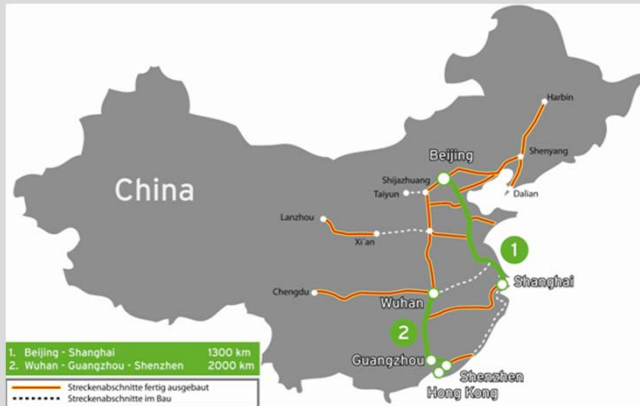 Harbin
Shenyang
Beijing
Shijiazhuang
Taiyun
Dalian
China
Lanzhou
Xi'an
1
Shanghai
Chengdu
Wuhan
2
Guangzhou
Shenzhen
Hong Kong
1. Beijing - Shanghai 1300 km
2. Wuhan - Guangzhou - Shenzhen 2000 km
Streckenabschnitte fertig ausgebaut
Streckenabschnitte im Bau